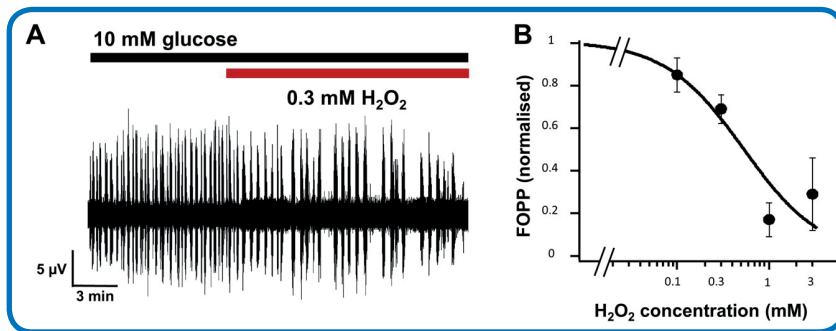 A
10 mM glucose
0.3 mM H₂O₂
5 µV
3 min
B
FOPP (normalised)
1
0.8
0.6
0.4
0.2
0
0.1
0.3
1
3
H₂O₂ concentration (mM)